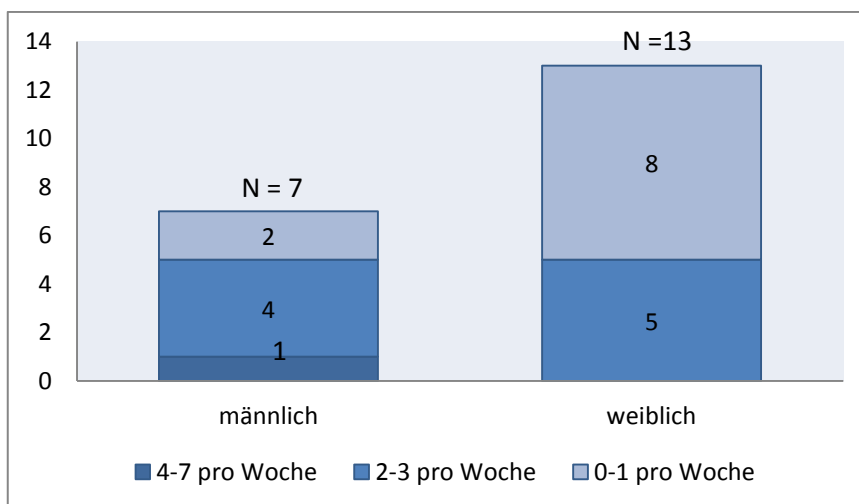 14
12
10
8
6
4
2
0
N = 7
2
4
1
N =13
8
5
männlich
weiblich
4-7 pro Woche
2-3 pro Woche
0-1 pro Woche